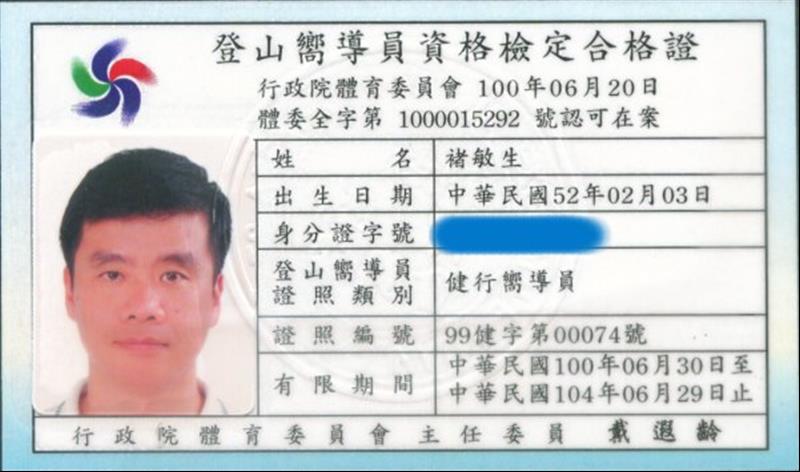 登山嚮導員資格檢定合格證
行政院體育委員會 100年06月20日
體委全字第 1000015292 號認可在案
姓名 褚敏生
出生日期 中華民國52年02月03日
身分證字號
登山嚮導員
證照類別 健行嚮導員
證照編號 99健字第00074號
有限期間 中華民國100年06月30日至
中華民國104年06月29日止
行政院體育委員會主任委員 戴遐齡